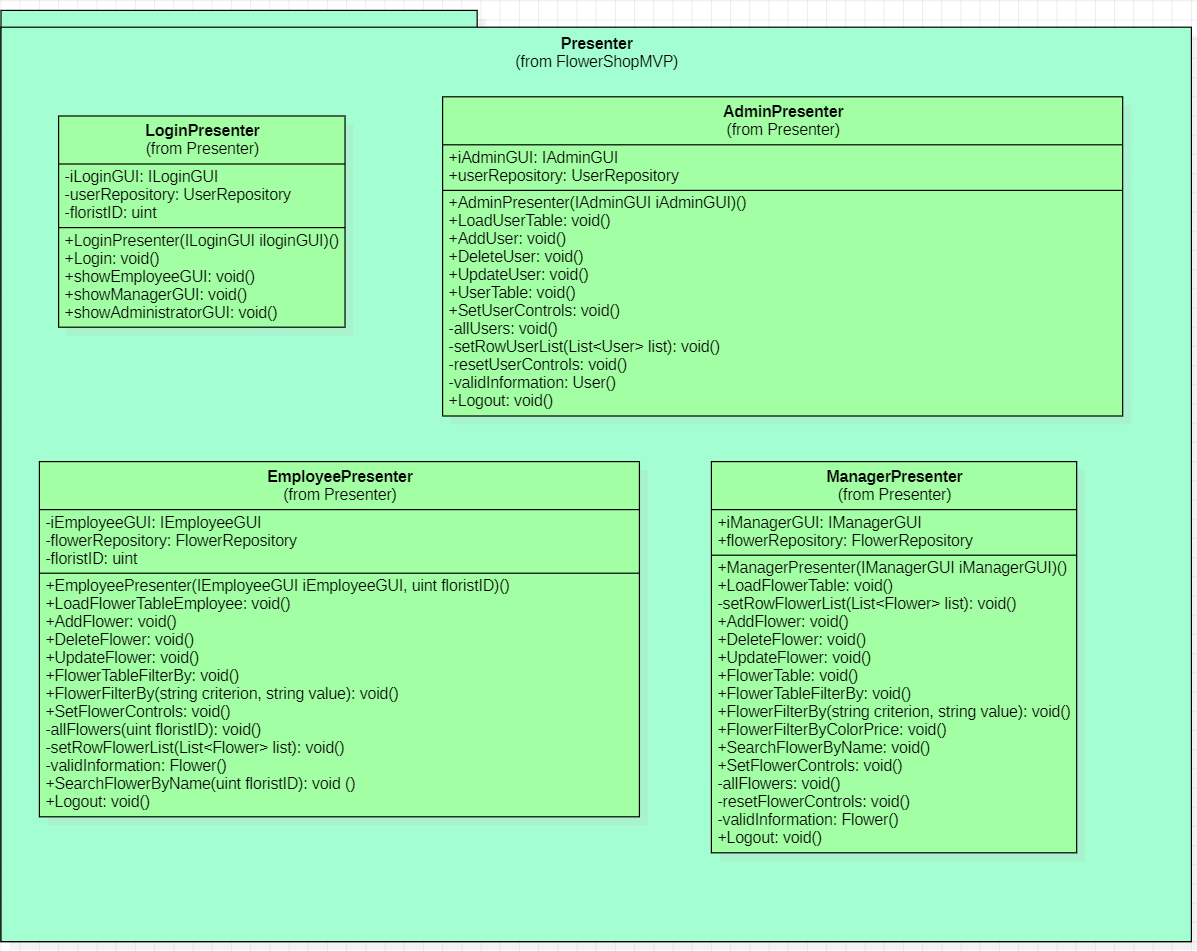 Presenter
(from FlowerShopMVP)
LoginPresenter
(from Presenter)
-iLoginGUI: ILoginGUI
-userRepository: UserRepository
-floristID: uint
+LoginPresenter(ILoginGUI iloginGUI)()
+Login: void()
+showEmployeeGUI: void()
+showManagerGUI: void()
+showAdministratorGUI: void()
AdminPresenter
(from Presenter)
+iAdminGUI: IAdminGUI
+userRepository: UserRepository
+AdminPresenter(IAdminGUI iAdminGUI)()
+LoadUserTable: void()
+AddUser: void()
+DeleteUser: void()
+UpdateUser: void()
+UserTable: void()
+SetUserControls: void()
-allUsers: void()
-setRowUserList(List<User> list): void()
-resetUserControls: void()
-validInformation: User()
+Logout: void()
EmployeePresenter
(from Presenter)
-iEmployeeGUI: IEmployeeGUI
-flowerRepository: FlowerRepository
-floristID: uint
+EmployeePresenter(IEmployeeGUI iEmployeeGUI, uint floristID)()
+LoadFlowerTableEmployee: void()
+AddFlower: void()
+DeleteFlower: void()
+UpdateFlower: void()
+FlowerTableFilterBy: void()
+FlowerFilterBy(string criterion, string value): void()
+SetFlowerControls: void()
-allFlowers(uint floristID): void()
-setRowFlowerList(List<Flower> list): void()
-validInformation: Flower()
+SearchFlowerByName(uint floristID): void ()
+Logout: void()
ManagerPresenter
(from Presenter)
+iManagerGUI: IManagerGUI
+flowerRepository: FlowerRepository
+ManagerPresenter(IManagerGUI iManagerGUI)()
+LoadFlowerTable: void()
-setRowFlowerList(List<Flower> list): void()
+AddFlower: void()
+DeleteFlower: void()
+UpdateFlower: void()
+FlowerTable: void()
+FlowerTableFilterBy: void()
+FlowerFilterBy(string criterion, string value): void()
+FlowerFilterByColorPrice: void()
+SearchFlowerByName: void()
+SetFlowerControls: void()
-allFlowers: void()
-resetFlowerControls: void()
-validInformation: Flower()
+Logout: void()